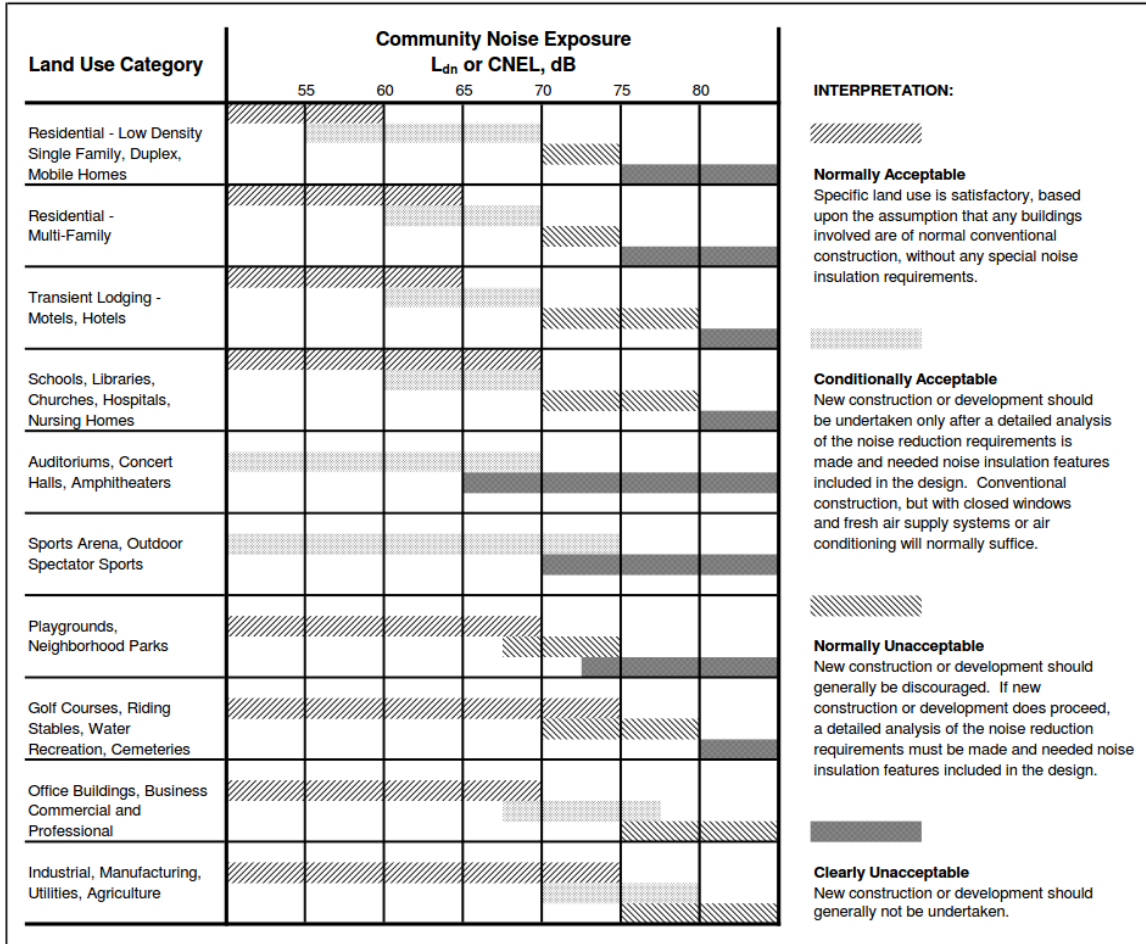 Land Use Category
Community Noise Exposure
Ldn or CNEL, dB
55 60 65 70 75 80
Residential - Low Density
Single Family, Duplex,
Mobile Homes
Residential -
Multi-Family
Transient Lodging -
Motels, Hotels
Schools, Libraries,
Churches, Hospitals,
Nursing Homes
Auditoriums, Concert
Halls, Amphitheaters
Sports Arena, Outdoor
Spectator Sports
Playgrounds,
Neighborhood Parks
Golf Courses, Riding
Stables, Water
Recreation, Cemeteries
Office Buildings, Business
Commercial and
Professional
Industrial, Manufacturing,
Utilities, Agriculture
INTERPRETATION:
Normally Acceptable
Specific land use is satisfactory, based
upon the assumption that any buildings
involved are of normal conventional
construction, without any special noise
insulation requirements.
Conditionally Acceptable
New construction or development should
be undertaken only after a detailed analysis
of the noise reduction requirements is
made and needed noise insulation features
included in the design. Conventional
construction, but with closed windows
and fresh air supply systems or air
conditioning will normally suffice.
Normally Unacceptable
New construction or development should
generally be discouraged. If new
construction or development does proceed,
a detailed analysis of the noise reduction
requirements must be made and needed noise
insulation features included in the design.
Clearly Unacceptable
New construction or development should
generally not be undertaken.